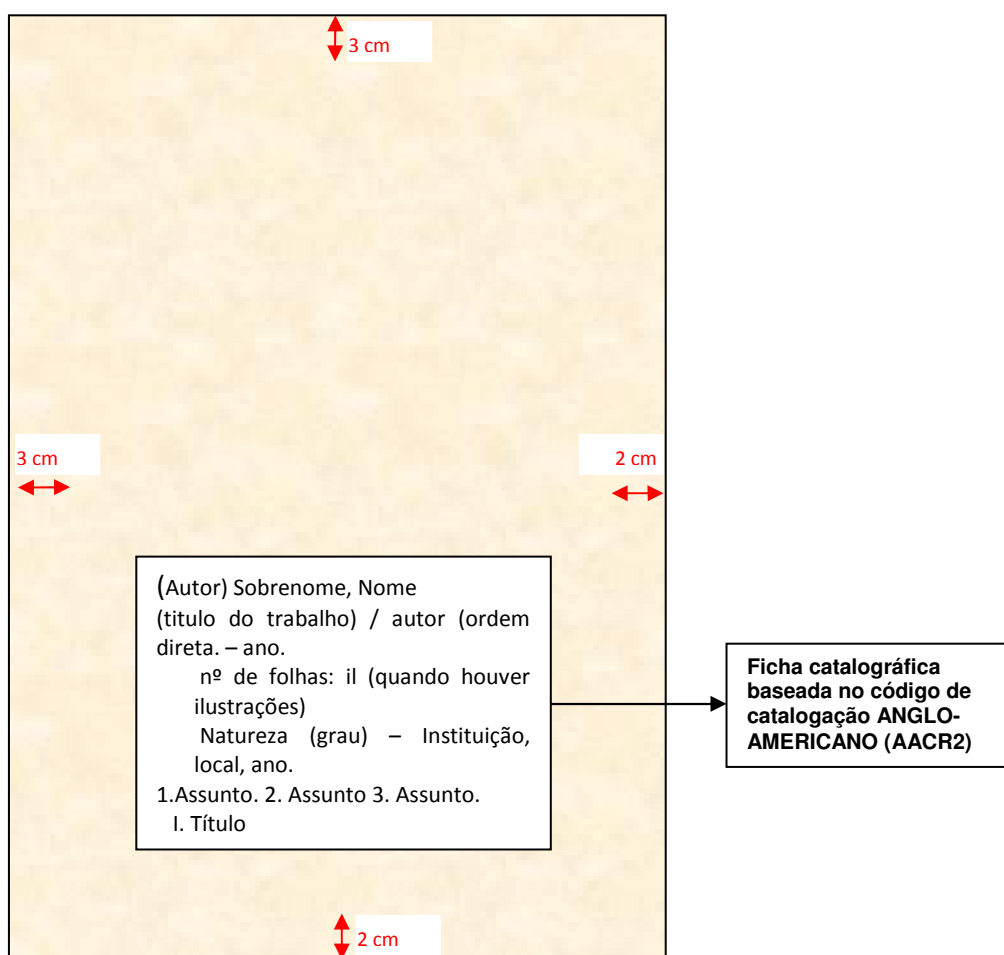 3 cm
3 cm
2 cm
(Autor) Sobrenome, Nome
(titulo do trabalho) / autor (ordem
direta. – ano.
nº de folhas: il (quando houver
ilustrações)
Natureza (grau) – Instituição,
local, ano.
1.Assunto. 2. Assunto 3. Assunto.
I. Título
Ficha catalográfica
baseada no código de
catalogação ANGLO-
AMERICANO (AACR2)
2 cm